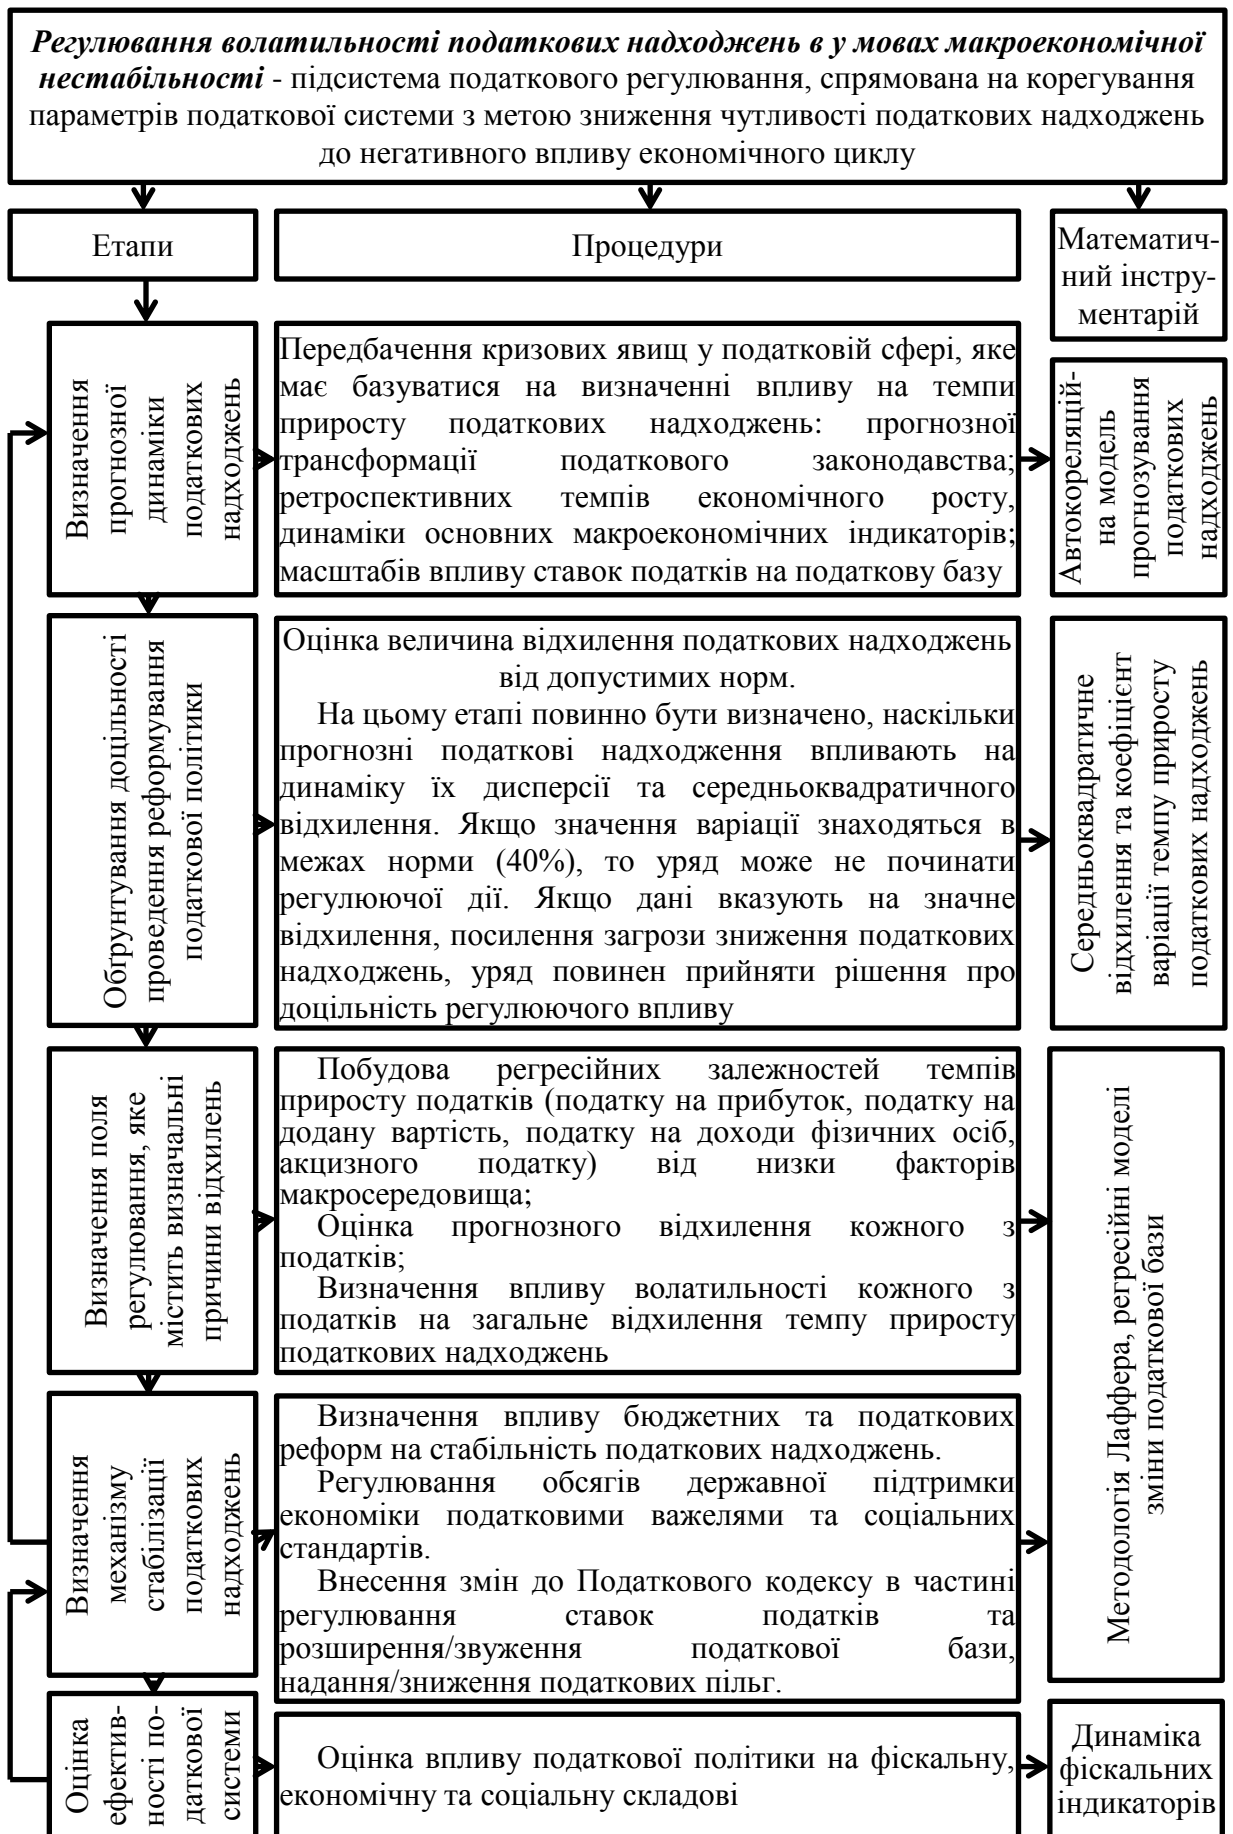 Регулювання волатильності податкових надходжень в у мовах макроекономічної
нестабільності - підсистема податкового регулювання, спрямована на корегування
параметрів податкової системи з метою зниження чутливості податкових надходжень
до негативного впливу економічного циклу
Етапи
Процедури
Математич-
ний інстру-
ментарій
Визначення
прогнозної
динаміки
податкових
надходжень
Передбачення кризових явищ у податковій сфері, яке
має базуватися на визначенні впливу на темпи
приросту податкових надходжень: прогнозної
трансформації податкового законодавства;
ретроспективних темпів економічного росту,
динаміки основних макроекономічних індикаторів;
масштабів впливу ставок податків на податкову базу
Автокореляцій-
на модель
прогнозування
податкових
надходжень
Обґрунтування доцільності
проведення реформування
податкової політики
Оцінка величина відхилення податкових надходжень
від допустимих норм.
На цьому етапі повинно бути визначено, наскільки
прогнозні податкові надходження впливають на
динаміку їх дисперсії та середньоквадратичного
відхилення. Якщо значення варіації знаходяться в
межах норми (40%), то уряд може не починати
регулюючої дії. Якщо дані вказують на значне
відхилення, посилення загрози зниження податкових
надходжень, уряд повинен прийняти рішення про
доцільність регулюючого впливу
Середньоквадратичне
відхилення та коефіцієнт
варіації темпу приросту
податкових надходжень
Визначення поля
регулювання, яке
містить визначальні
причини відхилень
Побудова регресійних залежностей темпів
приросту податків (податку на прибуток, податку на
додану вартість, податку на доходи фізичних осіб,
акцизного податку) від низки факторів
макросередовища;
Оцінка прогнозного відхилення кожного з
податків;
Визначення впливу волатильності кожного з
податків на загальне відхилення темпу приросту
податкових надходжень
Методологія Лаффера, регресійні моделі
зміни податкової бази
Визначення
механізму
стабілізації
податкових
надходжень
Визначення впливу бюджетних та податкових
реформ на стабільність податкових надходжень.
Регулювання обсягів державної підтримки
економіки податковими важелями та соціальних
стандартів.
Внесення змін до Податкового кодексу в частині
регулювання ставок податків та
розширення/звуження податкової бази,
надання/зниження податкових пільг.
Оцінка
ефектив-
ності по-
даткової
системи
Оцінка впливу податкової політики на фіскальну,
економічну та соціальну складові
Динаміка
фіскальних
індикаторів